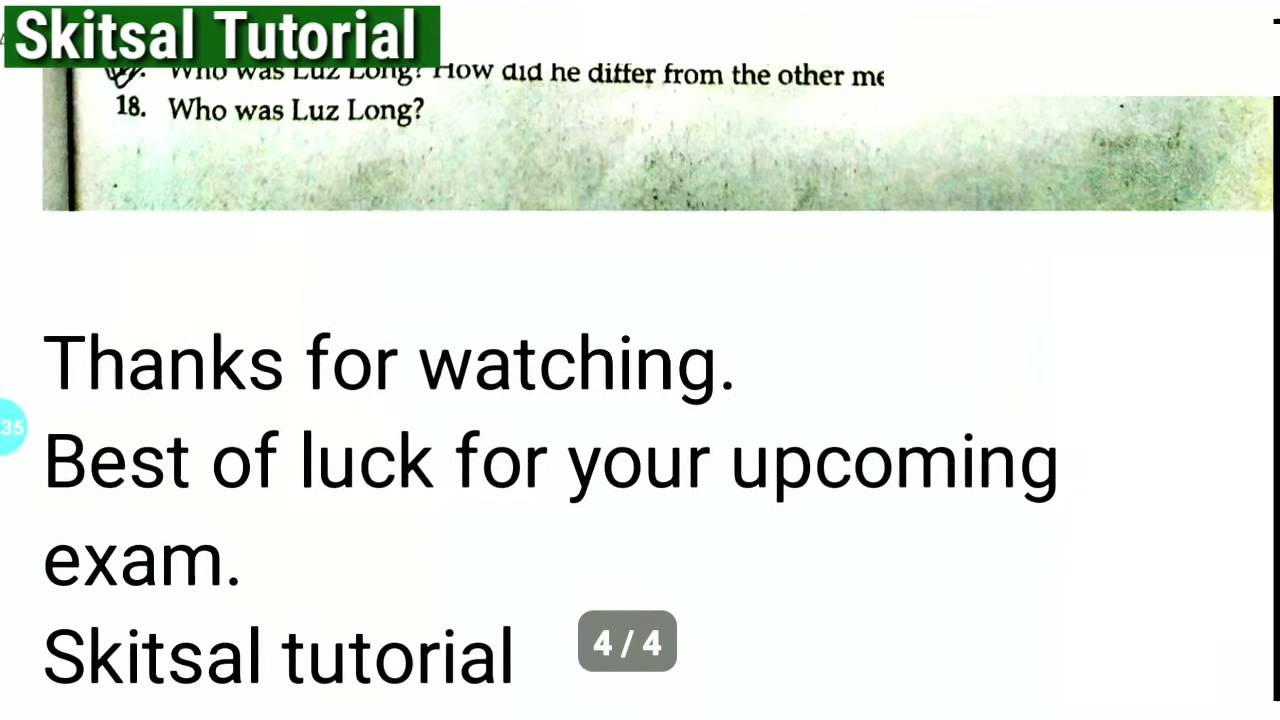 Skitsal Tutorial
Who was Luz Long? How did he differ from the other me
18. Who was Luz Long?
Thanks for watching.
Best of luck for your upcoming
exam.
35
Skitsal tutorial
4 / 4